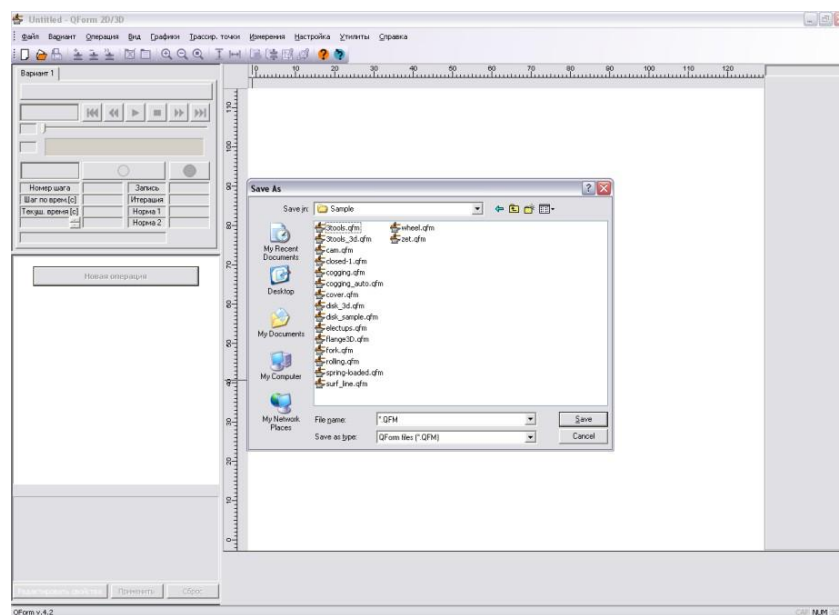 Untitled - QForm 2D/3D
Файл Вариант Операция Вид Графики Трассир. точки Измерения Настройка Утилиты Справка
Вариант 1
0 10 20 30 40 50 60 70 80 90 100 110 120
Номер шага Запись
Шаг по врем.[с] Итерация
Текущ. время [с] Норма 1
Норма 2
Новая операция
Save As
Save in: Sample
My Recent Documents
Desktop
My Documents
My Computer
My Network Places
3tools.qfm
3tools_3d.qfm
cam.qfm
closed-1.qfm
cogging.qfm
cogging_auto.qfm
cover.qfm
disk_3d.qfm
disk_sample.qfm
electups.qfm
flange3D.qfm
fork.qfm
rolling.qfm
spring-loaded.qfm
surf_line.qfm
wheel.qfm
zet.qfm
File name: *.QFM Save
Save as type: QForm files (*.QFM) Cancel
Применить Сброс
QForm v.4.2 CAP NUM